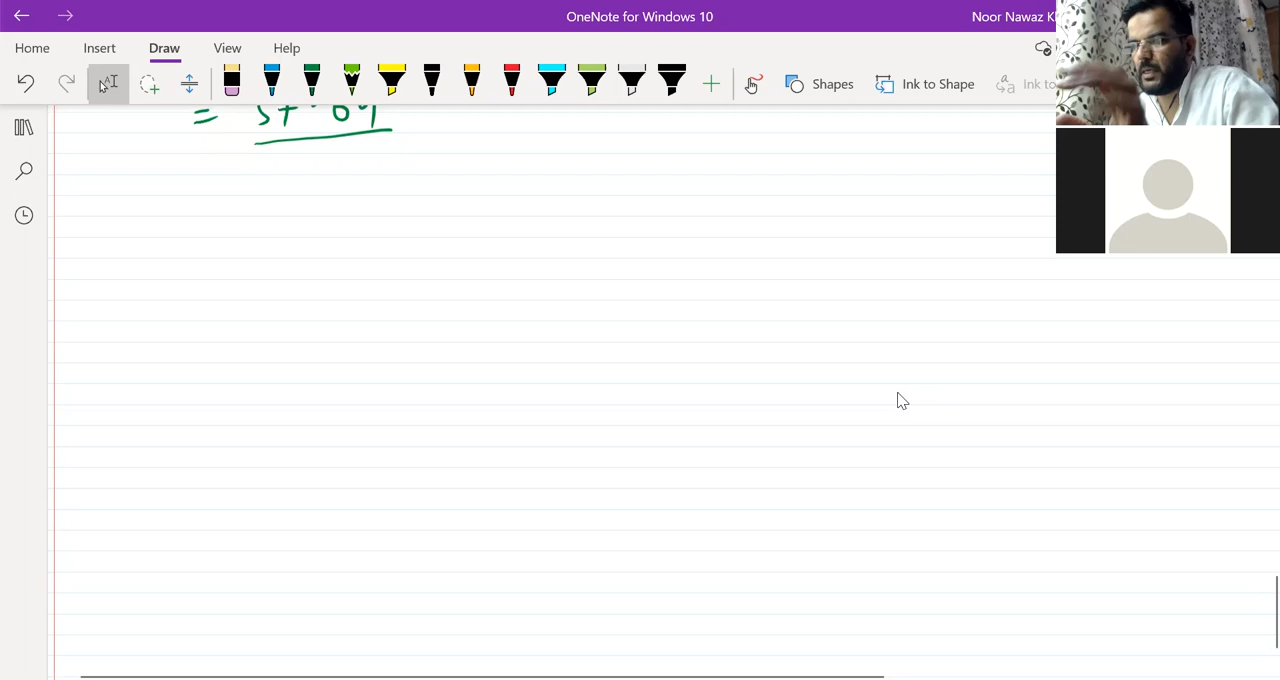 OneNote for Windows 10
Noor Nawaz K
Home Insert Draw View Help
Shapes Ink to Shape Ink to
=